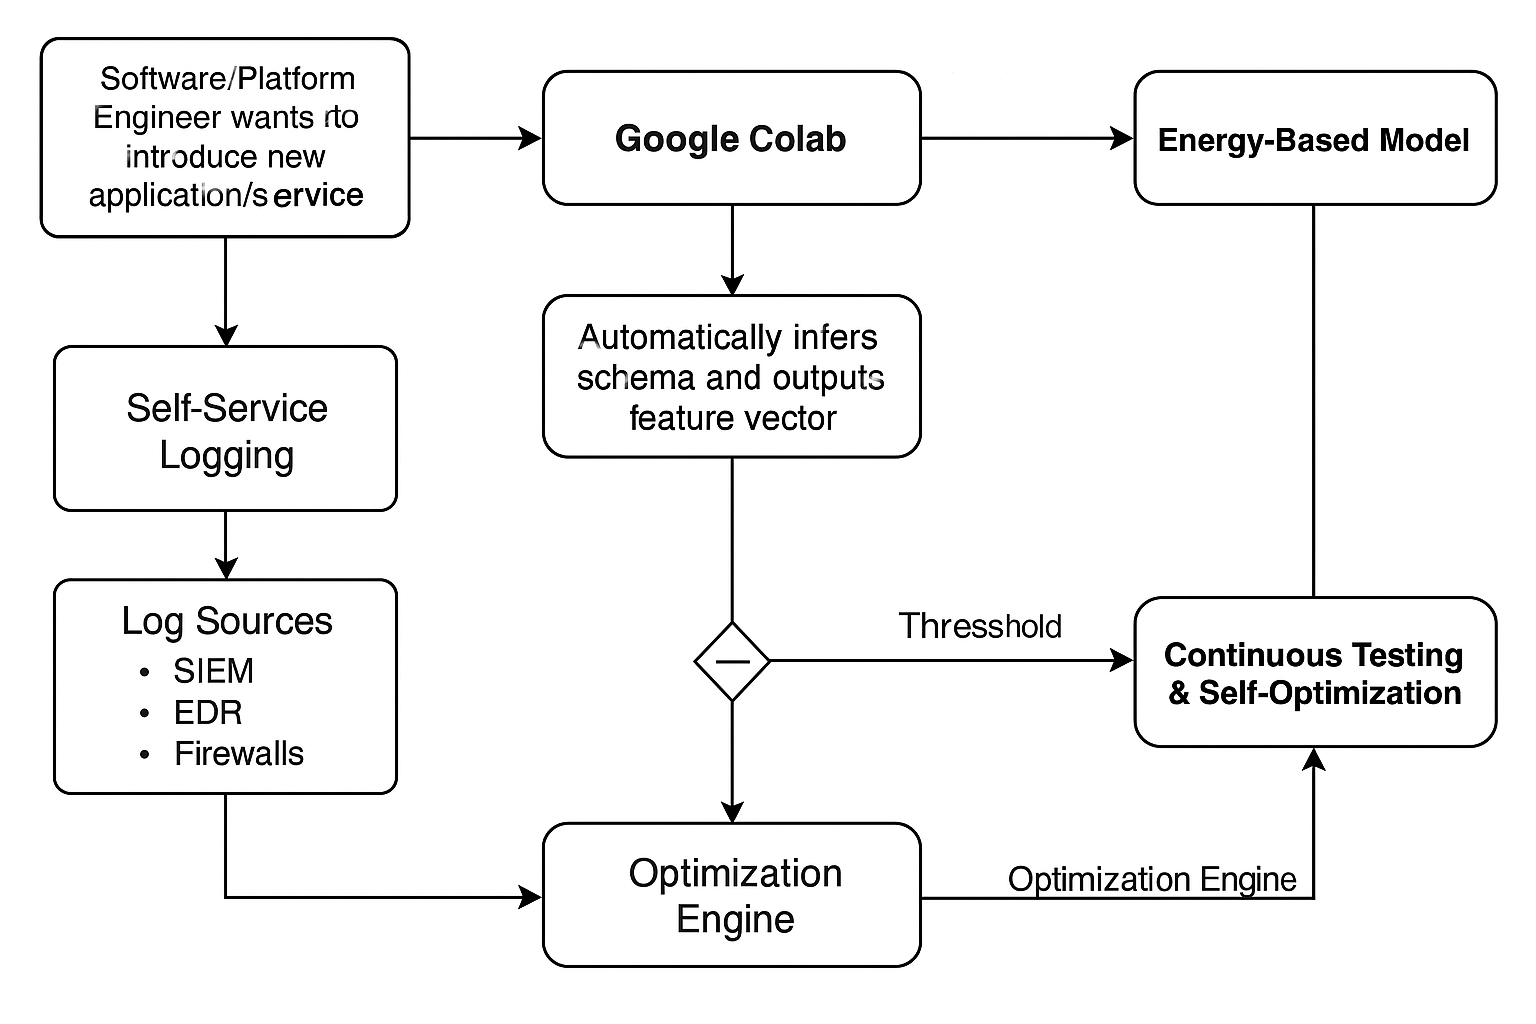 Software/Platform
Engineer wants rto
introduce new
application/s ervice
Google Colab
Energy-Based Model
Automatically infers
schema and outputs
feature vector
Self-Service
Logging
Log Sources
• SIEM
• EDR
• Firewalls
Thresshold
Continuous Testing
& Self-Optimization
Optimization
Engine
Optimization Engine